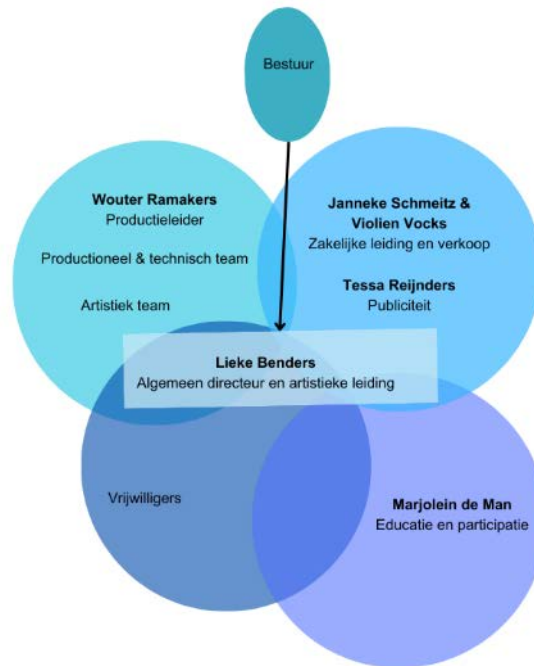 Bestuur
Wouter Ramakers
Productieleider
Productioneel & technisch team
Artistiek team
Janneke Schmeitz &
Violien Vocks
Zakelijke leiding en verkoop
Tessa Reijnders
Publiciteit
Lieke Benders
Algemeen directeur en artistieke leiding
Vrijwilligers
Marjolein de Man
Educatie en participatie